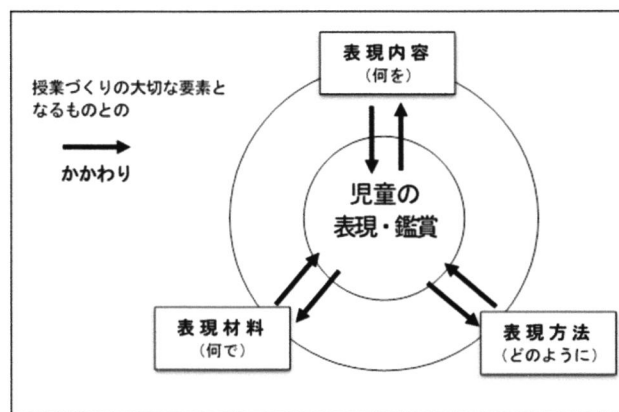 表現内容
（何を）
授業づくりの大切な要素と
なるものとの
かかわり
児童の
表現・鑑賞
表現材料
（何で）
表現方法
（どのように）